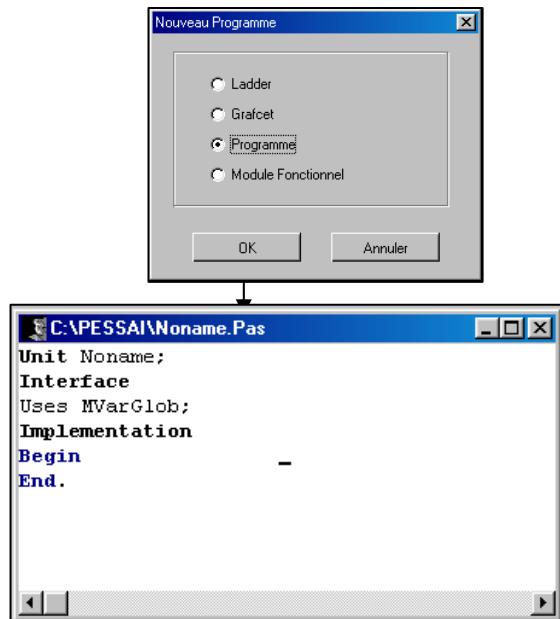 Nouveau Programme
Ladder
Grafcet
Programme
Module Fonctionnel
OK Annuler
C:\PESSAI\Noname.Pas
Unit Noname;
Interface
Uses MVarGlob;
Implementation
Begin
End.